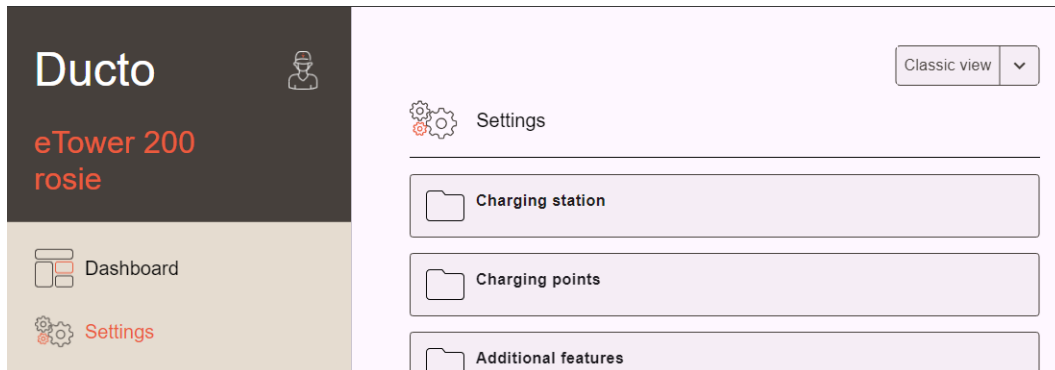 Ducto
eTower 200
rosie
Dashboard
Settings
Classic view
Settings
Charging station
Charging points
Additional features